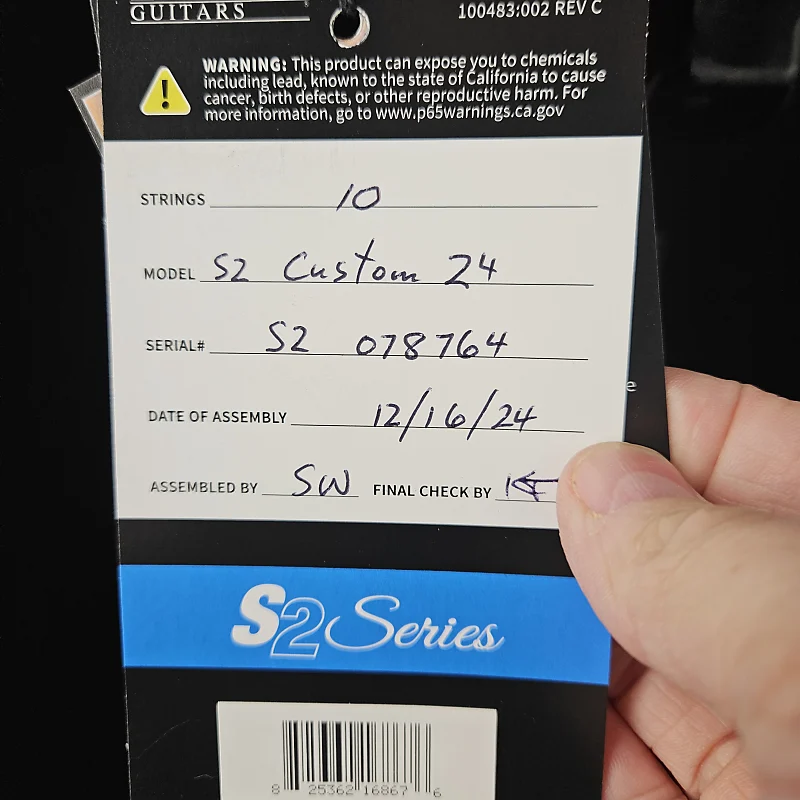 GUITARS
100483:002 REV C
WARNING: This product can expose you to chemicals
including lead, known to the state of California to cause
cancer, birth defects, or other reproductive harm. For
more information, go to www.p65warnings.ca.gov
STRINGS 10
MODEL S2 Custom 24
SERIAL# S2 078764
DATE OF ASSEMBLY 12/16/24
ASSEMBLED BY SW FINAL CHECK BY
e
S2 Series
8 25362 16867 6